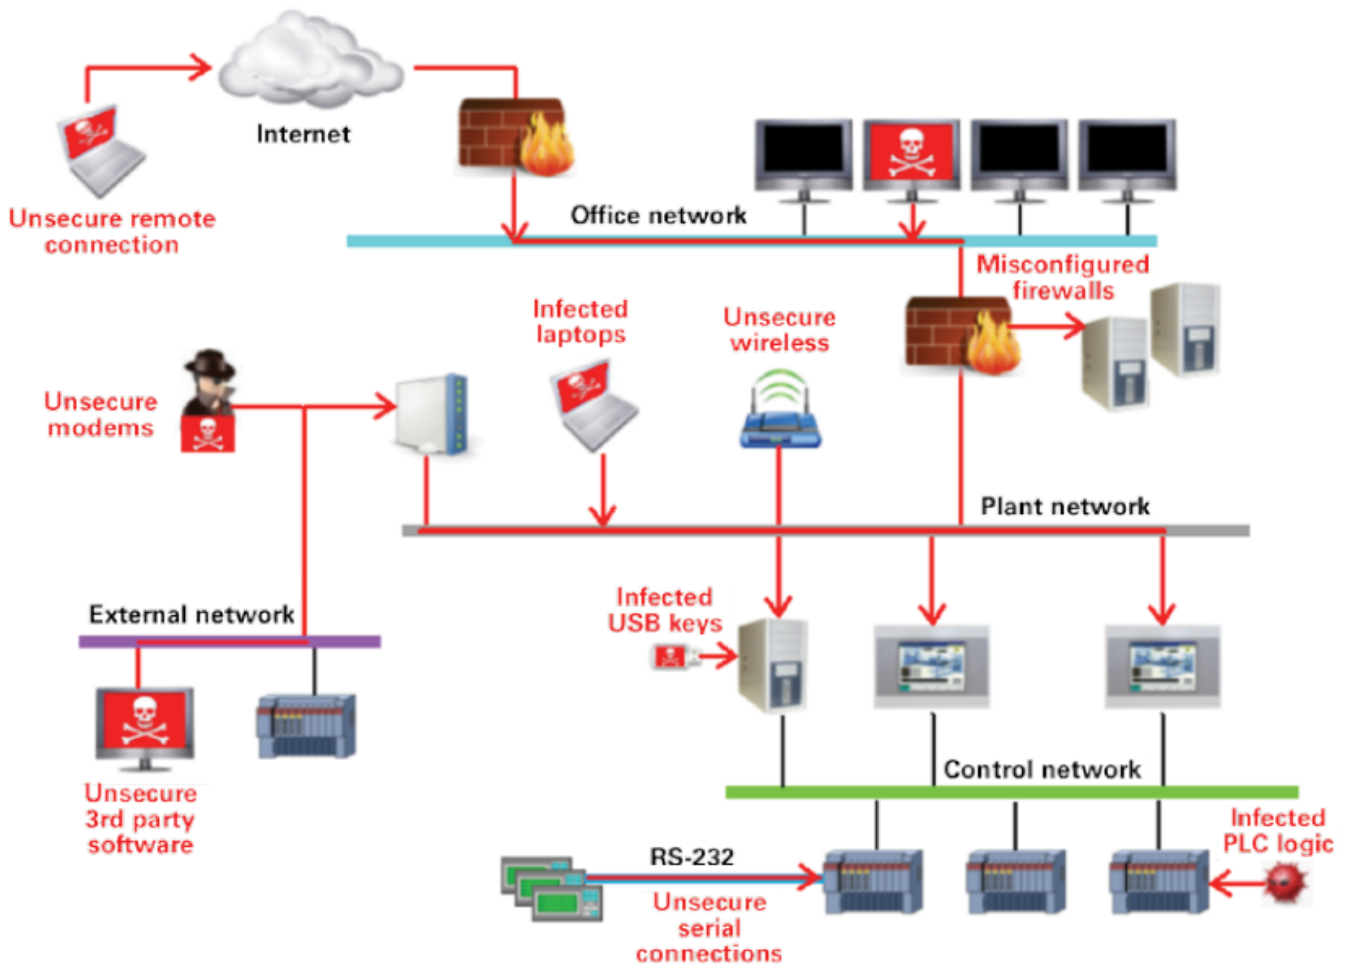 Internet
Unsecure remote
connection
Office network
Misconfigured
firewalls
Infected
laptops
Unsecure
wireless
Unsecure
modems
Plant network
External network
Infected
USB keys
Unsecure
3rd party
software
Control network
RS-232
Unsecure
serial
connections
Infected
PLC logic